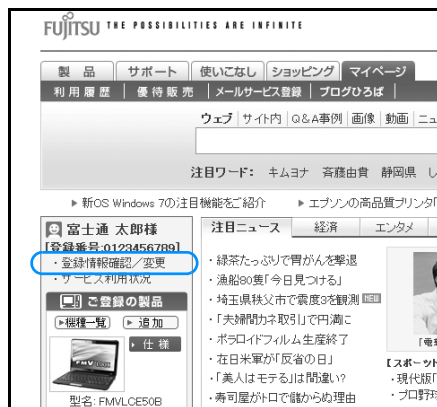 FUJITSU THE POSSIBILITIES ARE INFINITE
製品 サポート 使いこなし ショッピング マイページ
利用履歴 優待販売 メールサービス登録 ブログひろば
ウェブ サイト内 Q&A事例 画像 動画 ニュ
注目ワード: キムヨナ 斉藤由貴 静岡県 し
▶新OS Windows 7の注目機能をご紹介 ▶エプソンの高品質プリンタ「
富士通 太郎様
[登録番号:0123456789]
・登録情報確認／変更
・サービス利用状況
ご登録の製品
▶機種一覧 ▶追加
▶仕様
型名: FMVLCE50B
注目ニュース 経済 エンタメ
・緑茶たっぷりで胃がんを撃退
・漁船80隻「今日見つける」
・埼玉県秩父市で震度3を観測 NEW
・「夫婦間カネ取引」で円満に
・ポラロイドフィルム生産終了
・在日米軍が「反省の日」
・「美人はモテる」は間違い?
・寿司屋がトロで儲からぬ理由
【スポーツト
・現代版「
・プロ野球